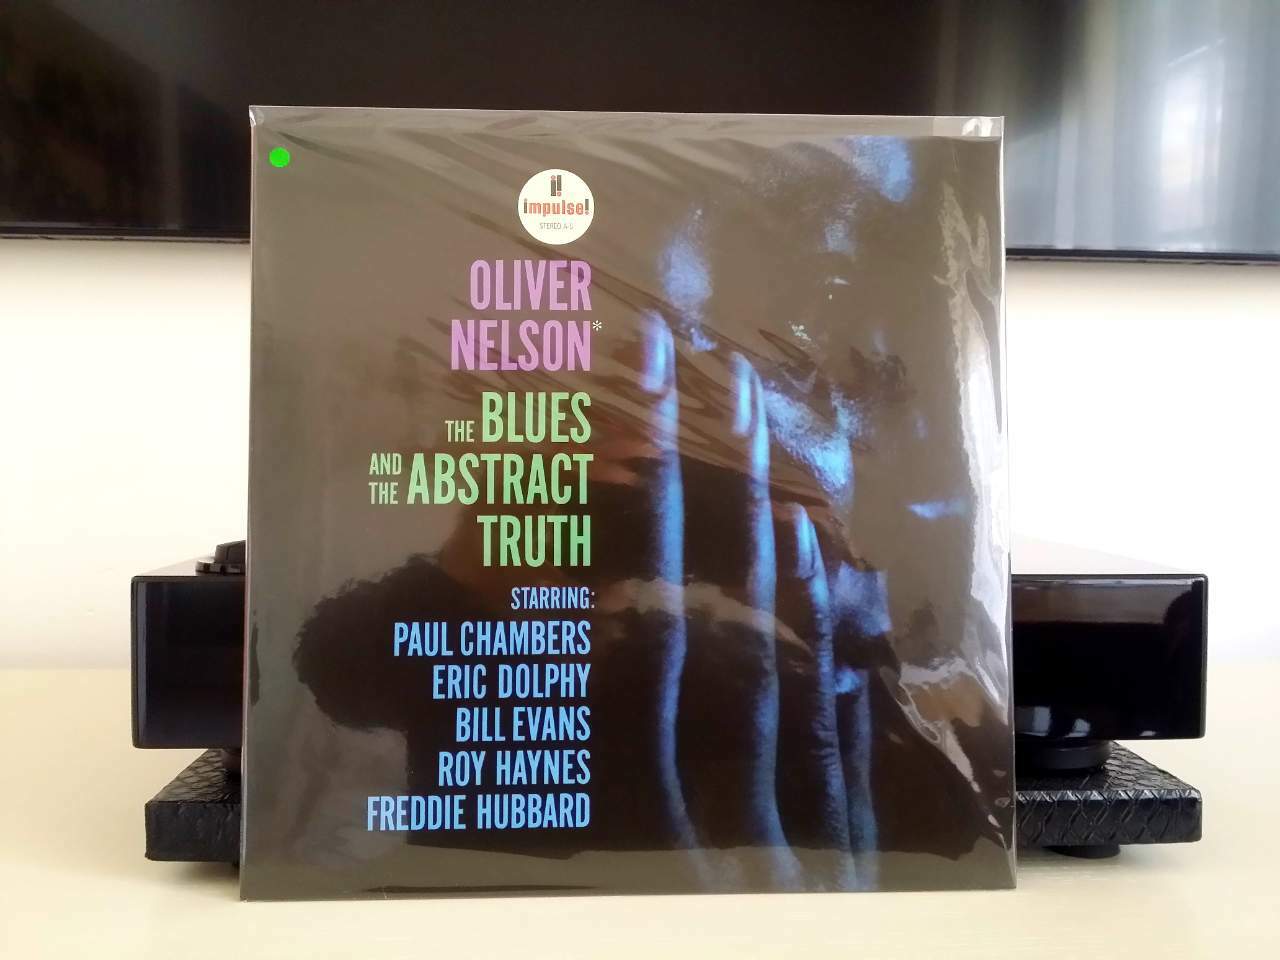 i!
impulse!
STEREO A-5
OLIVER
NELSON*
THE BLUES
AND THE ABSTRACT
TRUTH
STARRING:
PAUL CHAMBERS
ERIC DOLPHY
BILL EVANS
ROY HAYNES
FREDDIE HUBBARD